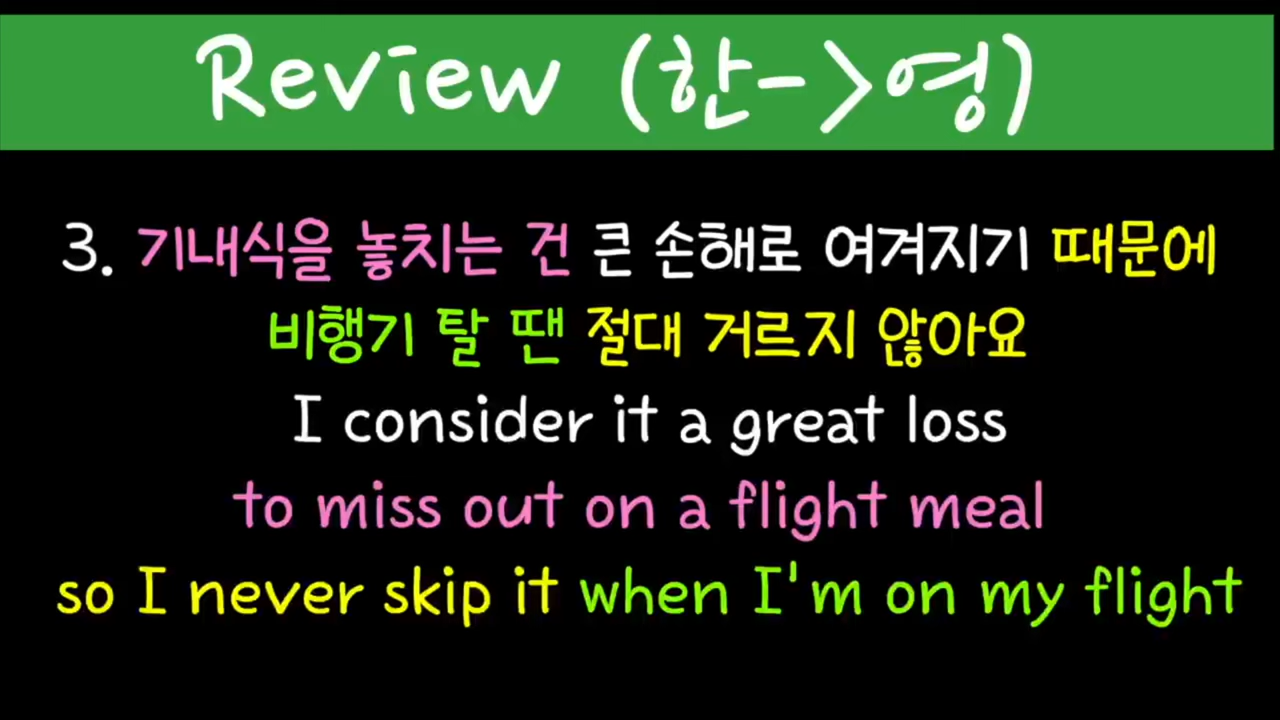 Review (한->영)
3. 기내식을 놓치는 건 큰 손해로 여겨지기 때문에
비행기 탈 땐 절대 거르지 않아요
I consider it a great loss
to miss out on a flight meal
so I never skip it when I'm on my flight